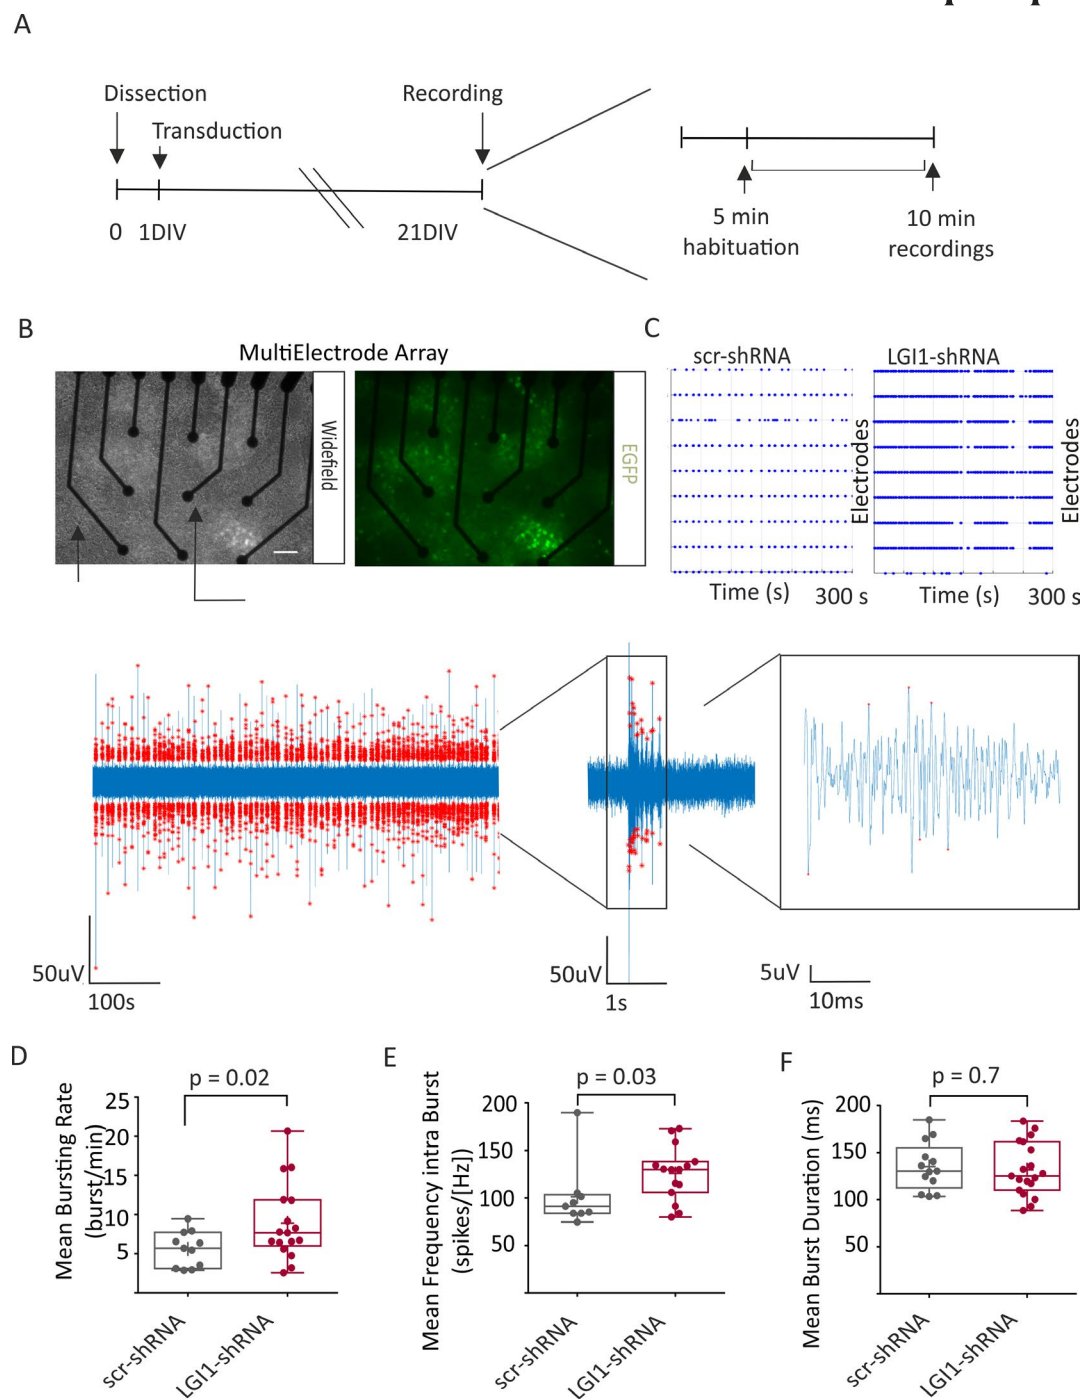 A
Dissection
Recording
Transduction
0 1DIV
21DIV
5 min
habituation
10 min
recordings
B
MultiElectrode Array
Widefield
EGFP
C
scr-shRNA
LGI1-shRNA
Electrodes
Electrodes
Time (s)
300 s
Time (s)
300 s
50uV
100s
50uV
1s
5uV
10ms
D
p = 0.02
Mean Bursting Rate
(burst/min)
25
20
15
10
5
scr-shRNA
LGI1-shRNA
E
p = 0.03
Mean Frequency intra Burst
(spikes/[Hz])
200
150
100
50
scr-shRNA
LGI1-shRNA
F
p = 0.7
Mean Burst Duration (ms)
200
150
100
50
scr-shRNA
LGI1-shRNA